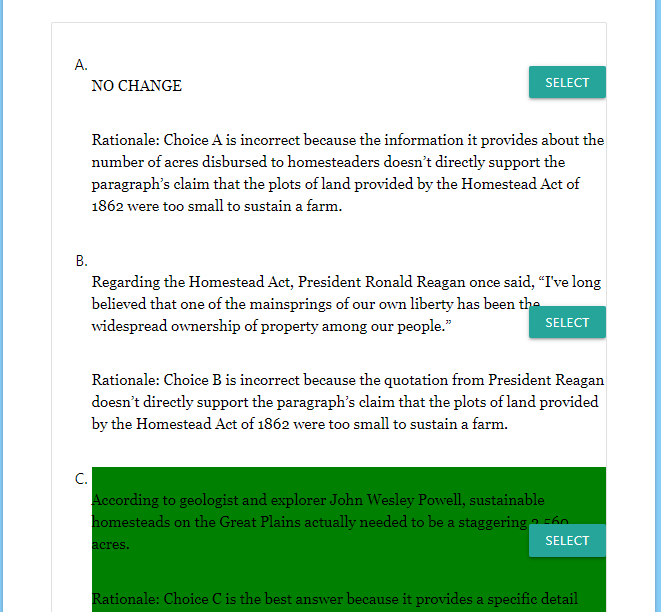 A.
NO CHANGE
SELECT
Rationale: Choice A is incorrect because the information it provides about the
number of acres disbursed to homesteaders doesn’t directly support the
paragraph’s claim that the plots of land provided by the Homestead Act of
1862 were too small to sustain a farm.
B.
Regarding the Homestead Act, President Ronald Reagan once said, “I've long
believed that one of the mainsprings of our own liberty has been the
widespread ownership of property among our people.”
SELECT
Rationale: Choice B is incorrect because the quotation from President Reagan
doesn’t directly support the paragraph’s claim that the plots of land provided
by the Homestead Act of 1862 were too small to sustain a farm.
C.
According to geologist and explorer John Wesley Powell, sustainable
homesteads on the Great Plains actually needed to be a staggering 2,560
acres.
SELECT
Rationale: Choice C is the best answer because it provides a specific detail